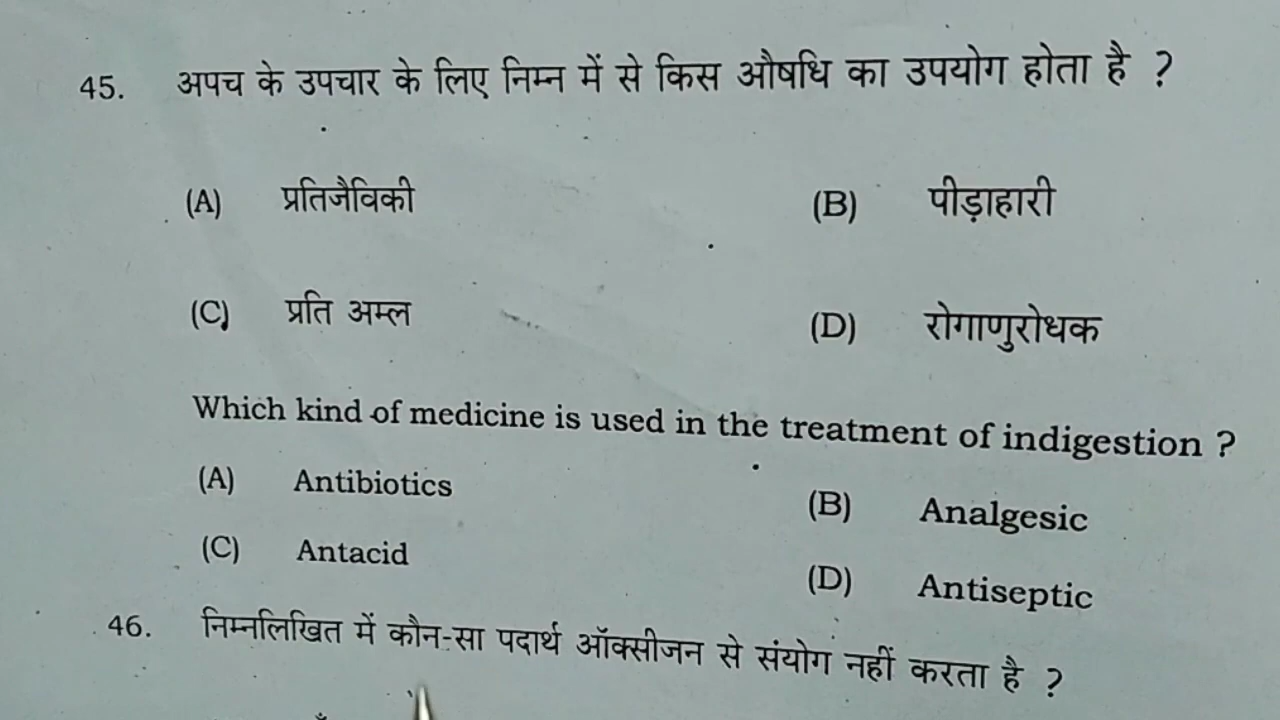 45. अपच के उपचार के लिए निम्न में से किस औषधि का उपयोग होता है ?
(A) प्रतिजैविकी (B) पीड़ाहारी
(C) प्रति अम्ल (D) रोगाणुरोधक
Which kind of medicine is used in the treatment of indigestion ?
(A) Antibiotics (B) Analgesic
(C) Antacid (D) Antiseptic
46. निम्नलिखित में कौन-सा पदार्थ ऑक्सीजन से संयोग नहीं करता है ?